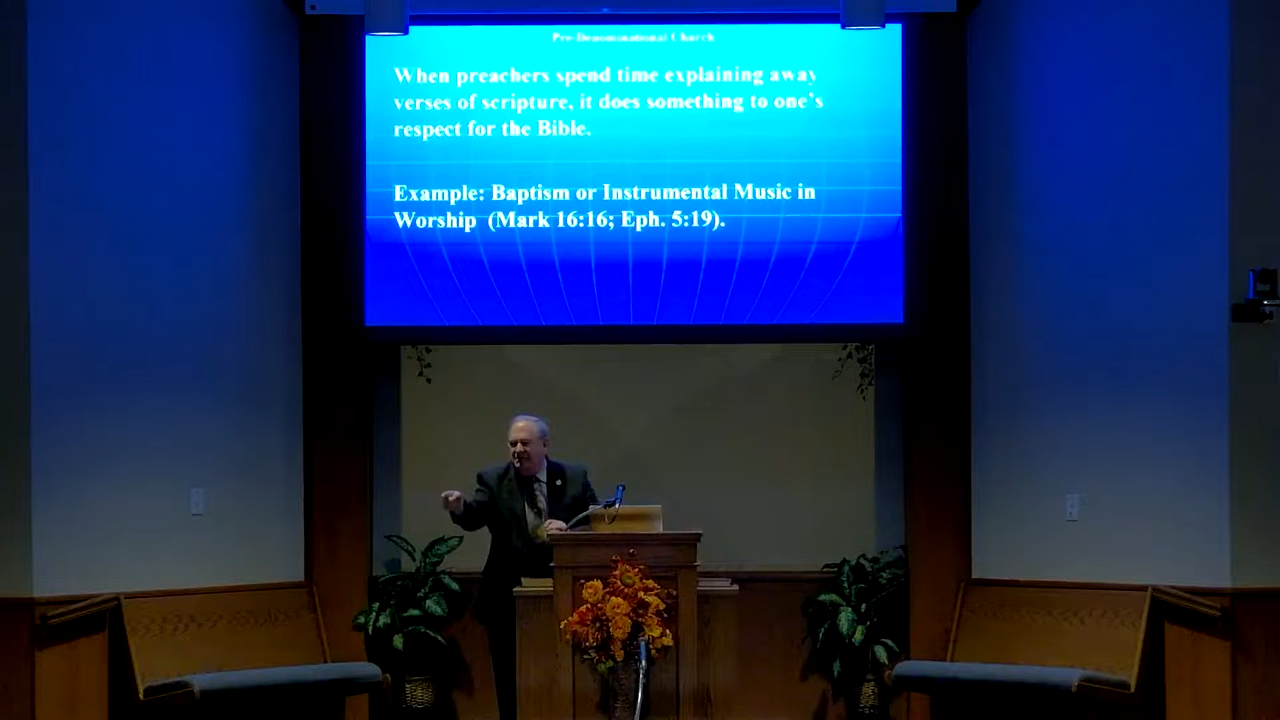 Pre-Denominational Church
When preachers spend time explaining away
verses of scripture, it does something to one's
respect for the Bible.
Example: Baptism or Instrumental Music in
Worship (Mark 16:16; Eph. 5:19).